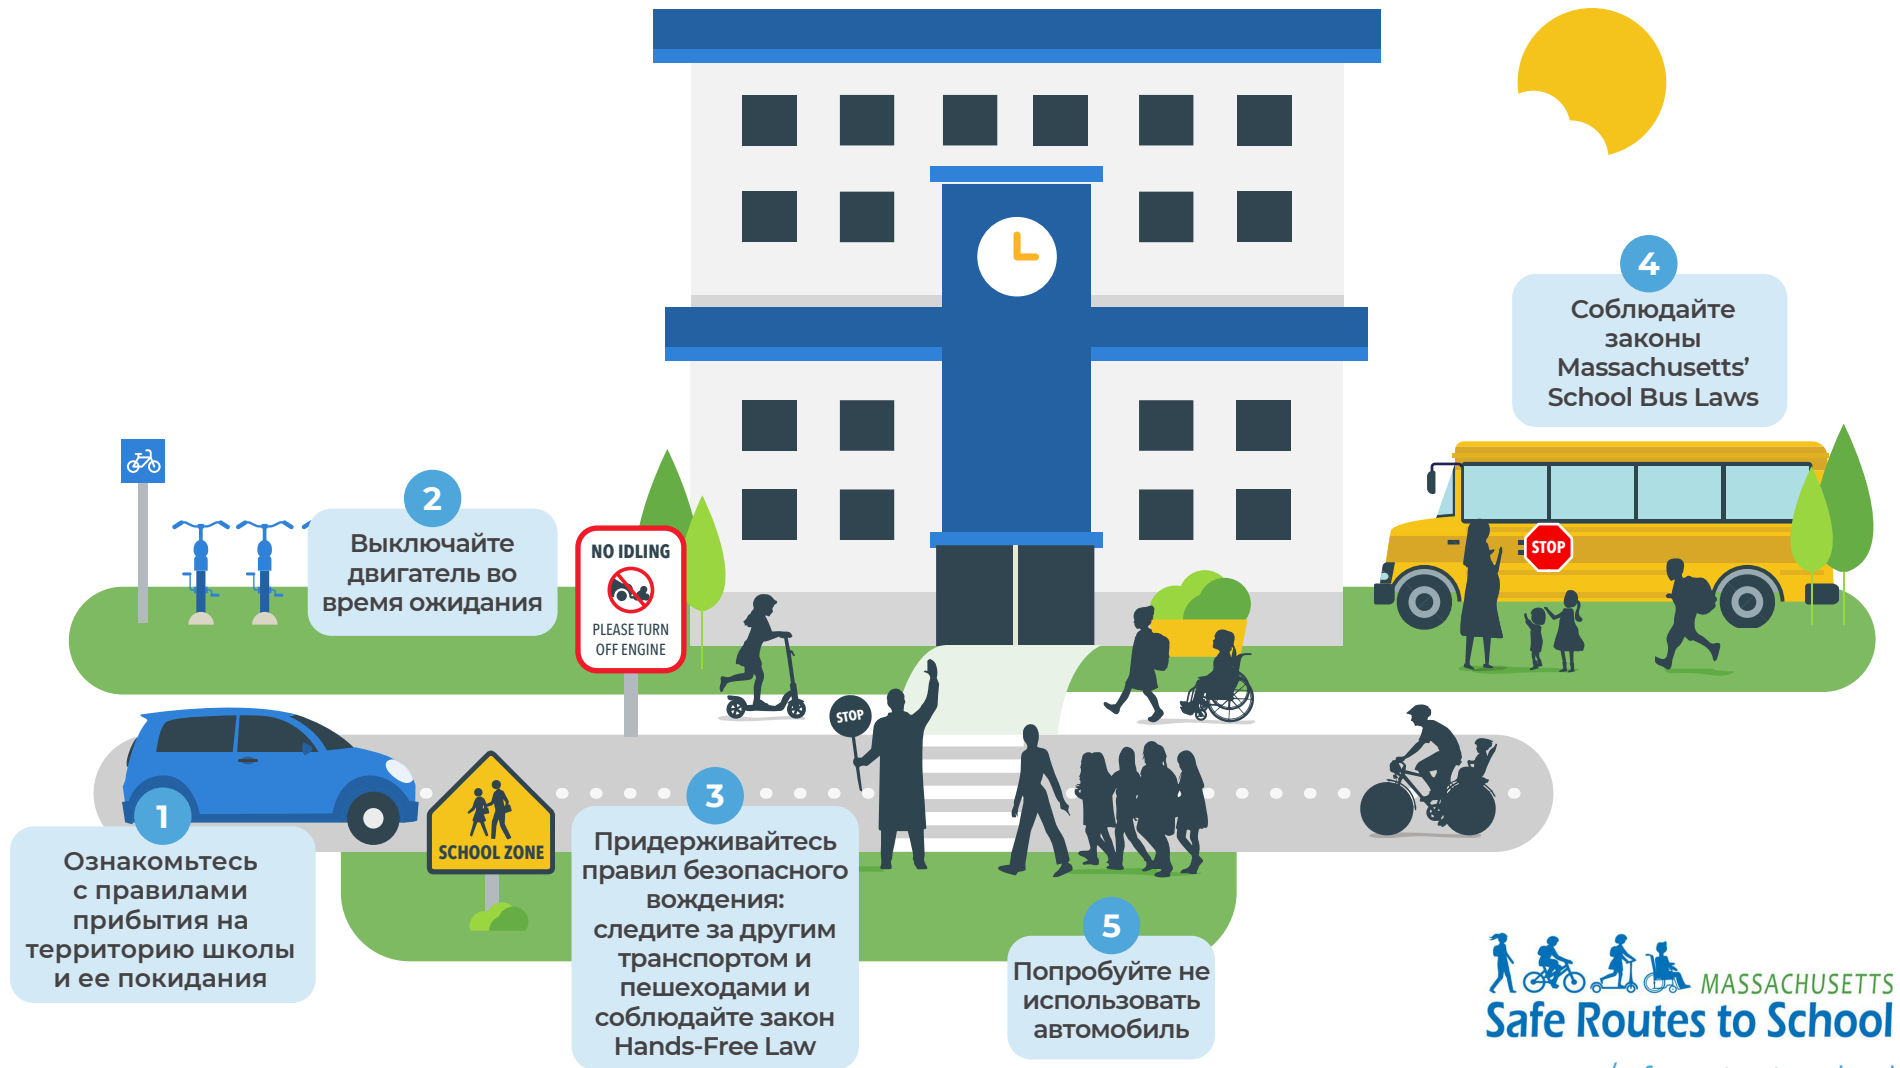 4
Соблюдайте
законы
Massachusetts’
School Bus Laws
2
Выключайте
двигатель во
время ожидания
NO IDLING
PLEASE TURN
OFF ENGINE
STOP
STOP
1
Ознакомьтесь
с правилами
прибытия на
территорию школы
и ее покидания
SCHOOL ZONE
3
Придерживайтесь
правил безопасного
вождения:
следите за другим
транспортом и
пешеходами и
соблюдайте закон
Hands-Free Law
5
Попробуйте не
использовать
автомобиль
MASSACHUSETTS
Safe Routes to School